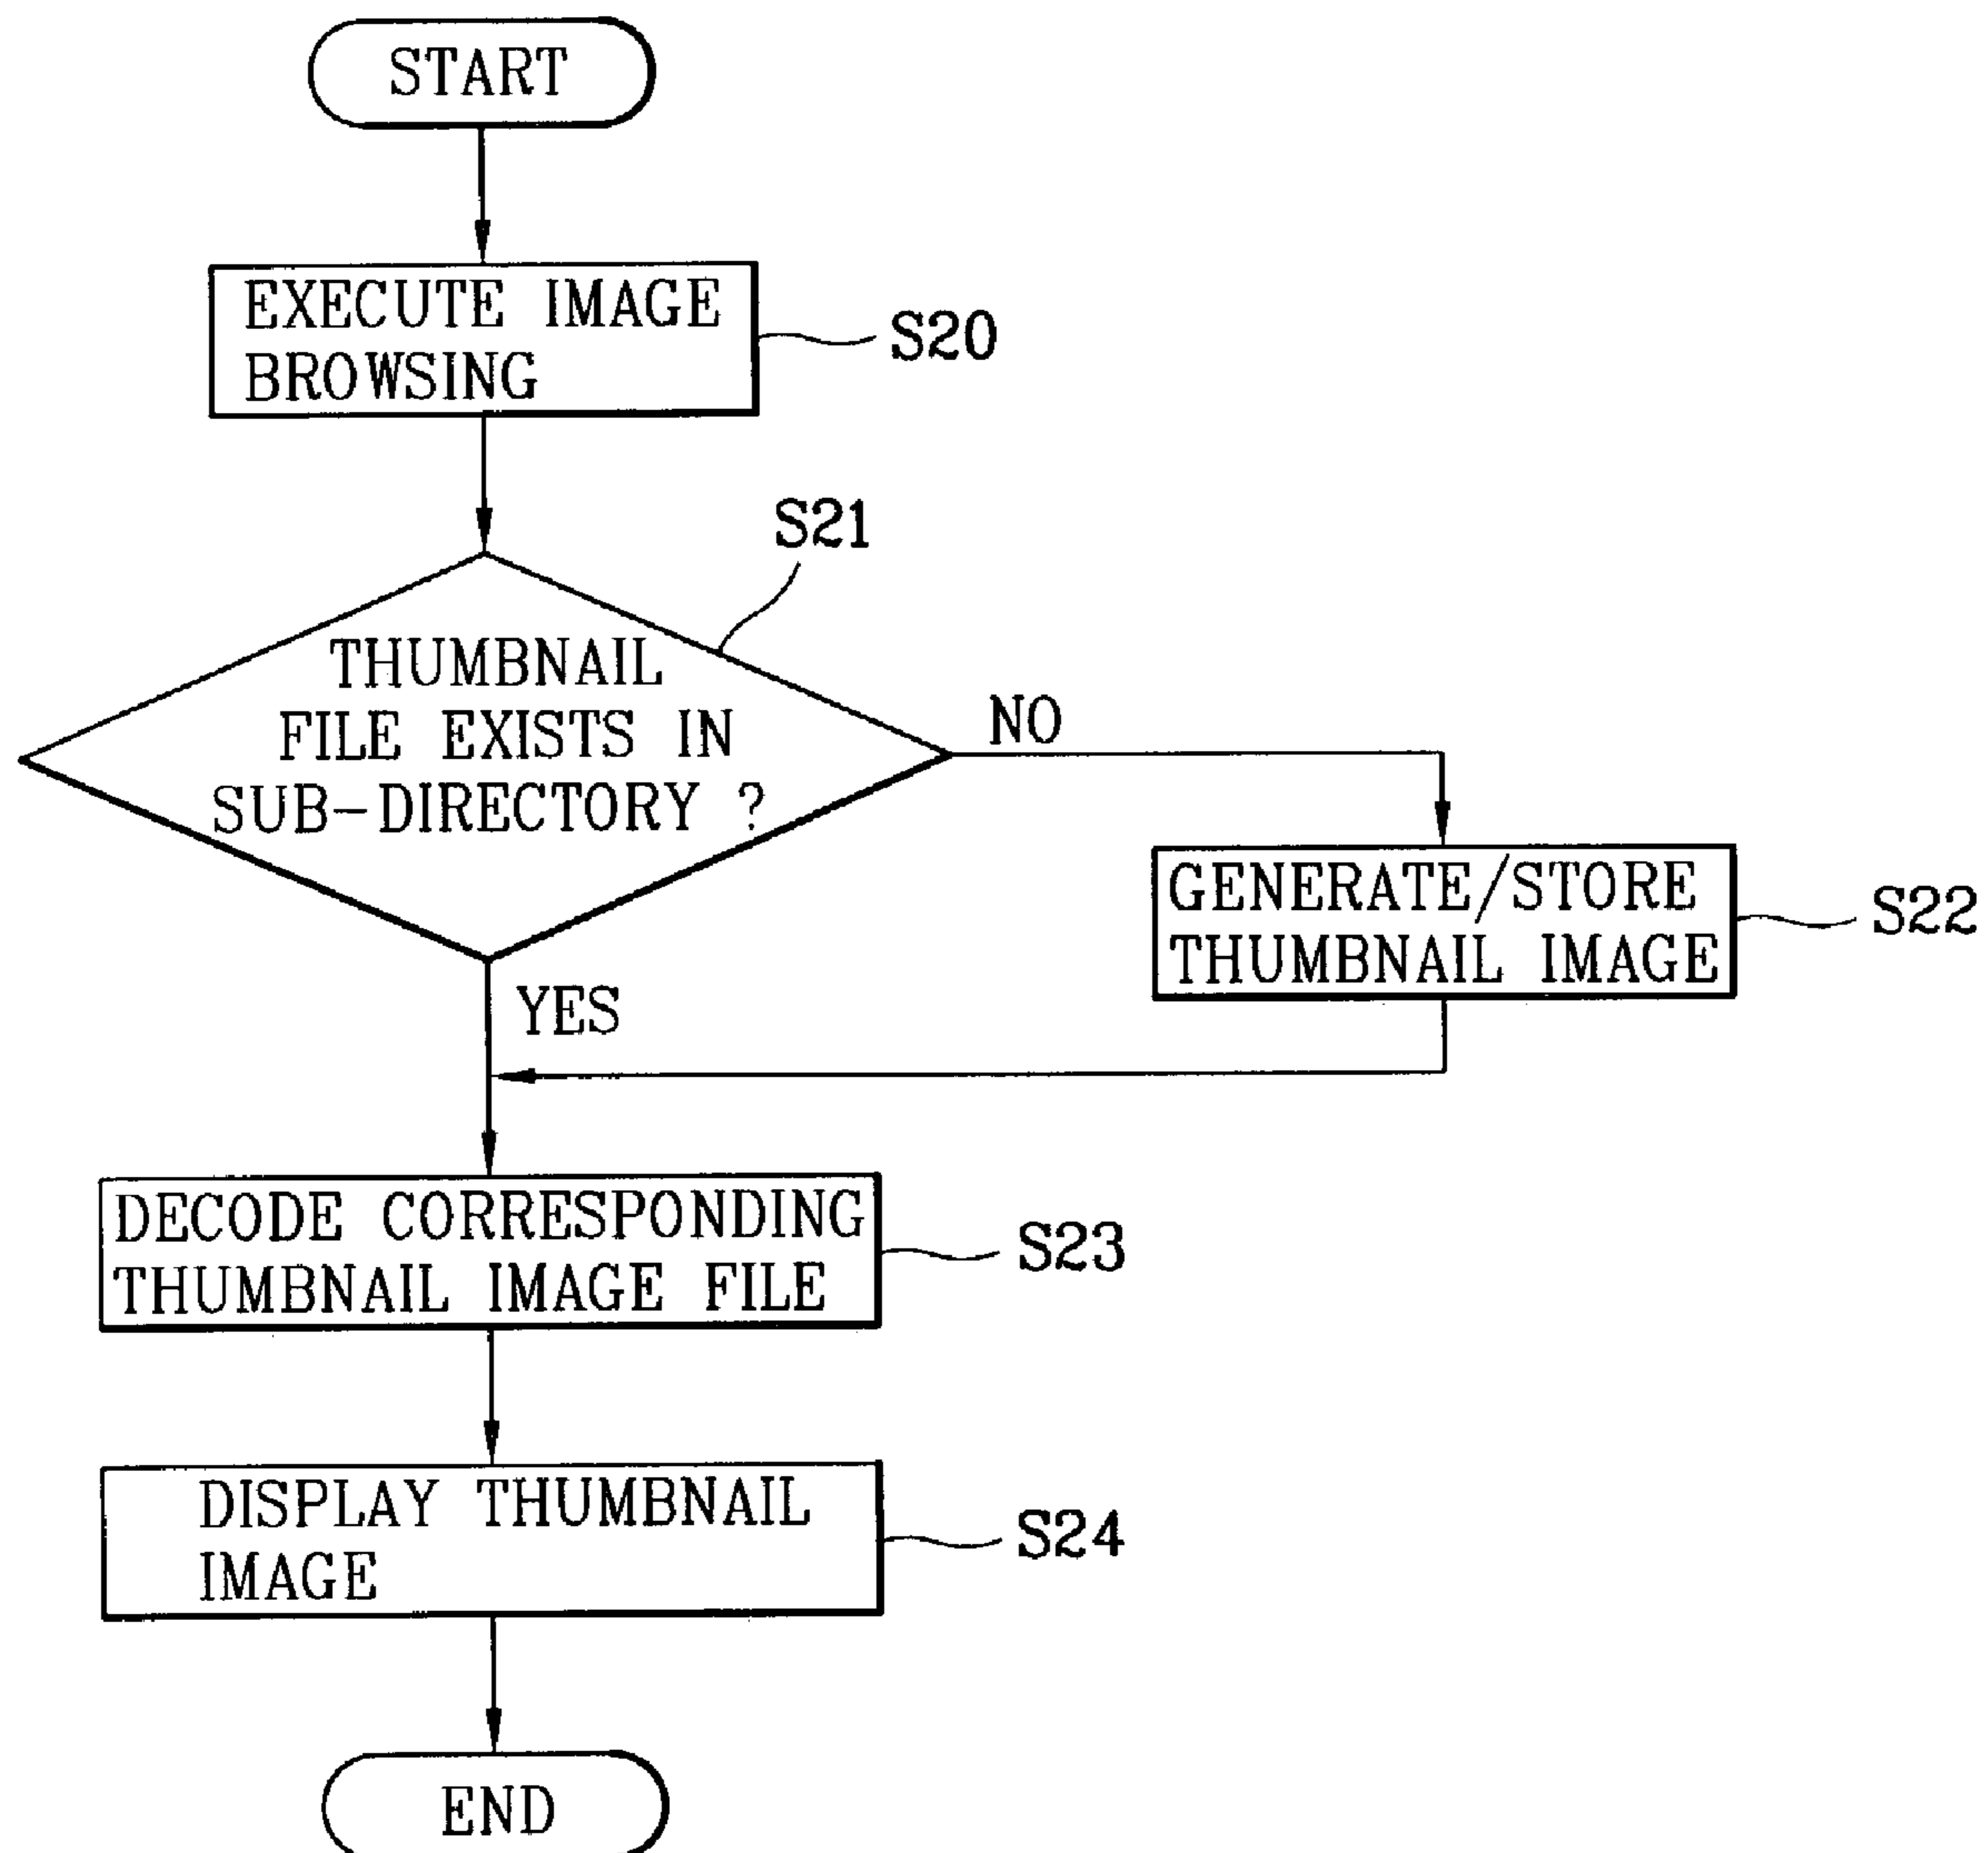 START
EXECUTE IMAGE
BROWSING
S20
S21
THUMBNAIL
FILE EXISTS IN
SUB-DIRECTORY ?
NO
GENERATE/STORE
THUMBNAIL IMAGE
S22
YES
DECODE CORRESPONDING
THUMBNAIL IMAGE FILE
S23
DISPLAY THUMBNAIL
IMAGE
S24
END